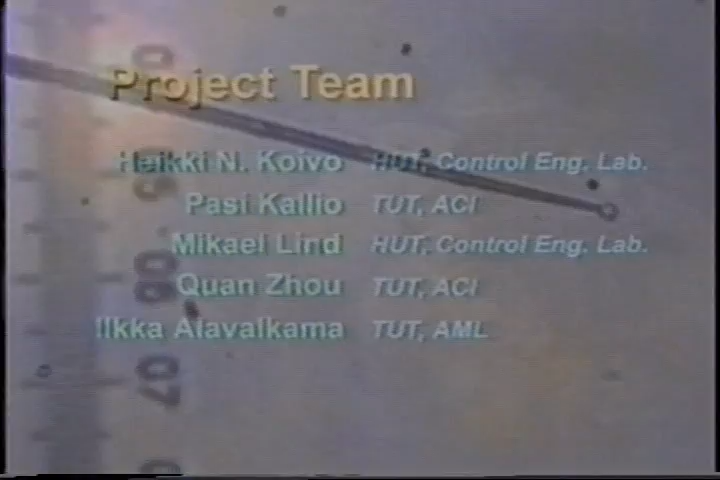 Project Team
Heikki N. Koivo HUT, Control Eng. Lab.
Pasi Kallio TUT, ACI
Mikael Lind HUT, Control Eng. Lab.
Quan Zhou TUT, ACI
Ilkka Alavalkama TUT, AML
07